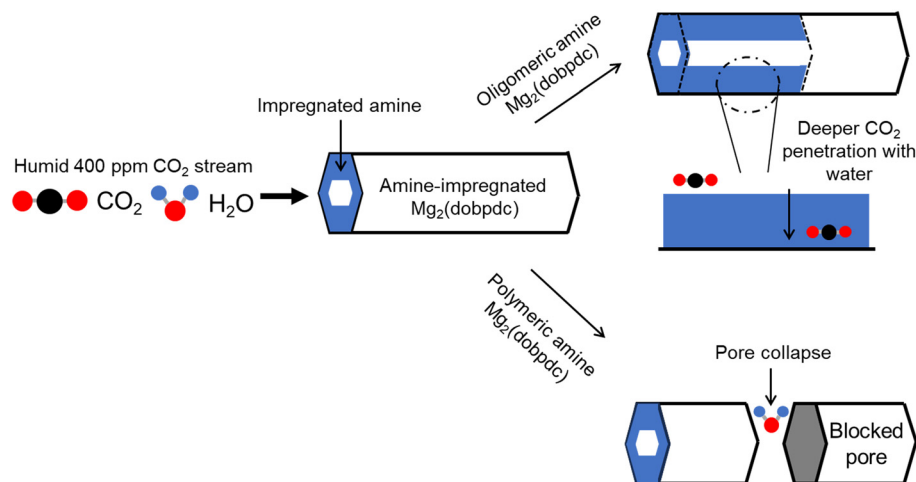 Humid 400 ppm CO₂ stream
CO₂
H₂O
Impregnated amine
Amine-impregnated
Mg₂(dobpdc)
Oligomeric amine
Mg₂(dobpdc)
Deeper CO₂
penetration with
water
Polymeric amine
Mg₂(dobpdc)
Pore collapse
Blocked
pore